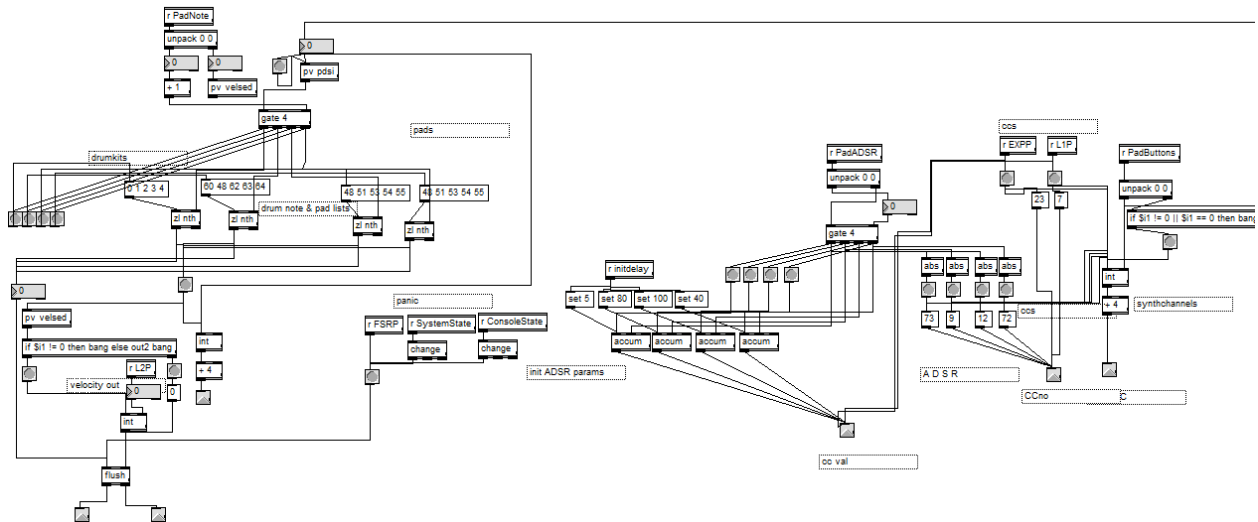 r PadNote
unpack 0 0
0
0
+ 1
pv velsed
0
pv pdsi
gate 4
pads
drumkits
0 1 2 3 4
60 48 62 63 64
48 51 53 54 55
48 51 53 54 55
zl nth
zl nth
drum note & pad lists
zl nth
zl nth
0
pv velsed
if $i1 != 0 then bang else out2 bang
r L2P
velocity out
0
0
int
flush
int
+ 4
panic
r FSRP
r SystemState
r ConsoleState
change
change
r initdelay
set 5
set 80
set 100
set 40
accum
accum
accum
accum
init ADSR params
r PadADSR
unpack 0 0
0
gate 4
cc val
ccs
r EXPP
r L1P
23
7
abs
abs
abs
abs
73
9
12
72
ccs
A D S R
CCno
C
r PadButtons
unpack 0 0
if $i1 != 0 || $i1 == 0 then bang
int
+ 4
synthchannels